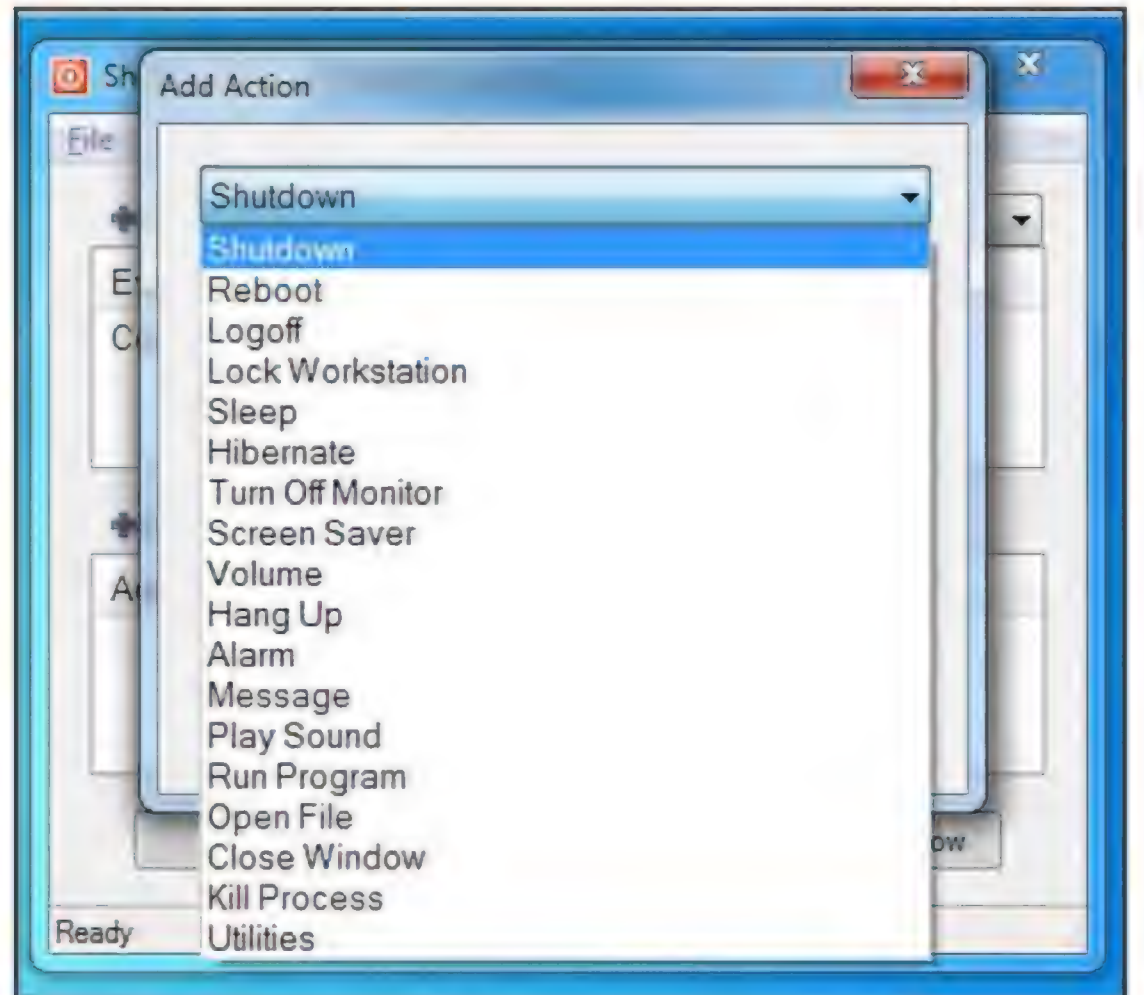 Sh
Add Action
File
Shutdown
Shutdown
Reboot
Logoff
Lock Workstation
Sleep
Hibernate
Turn Off Monitor
Screen Saver
Volume
Hang Up
Alarm
Message
Play Sound
Run Program
Open File
Close Window
Kill Process
Utilities
Ready